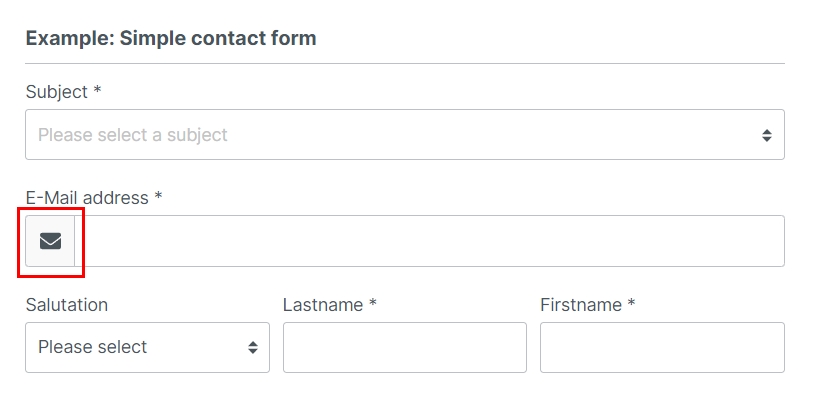 Example: Simple contact form
Subject *
Please select a subject
E-Mail address *
Salutation
Lastname *
Firstname *
Please select